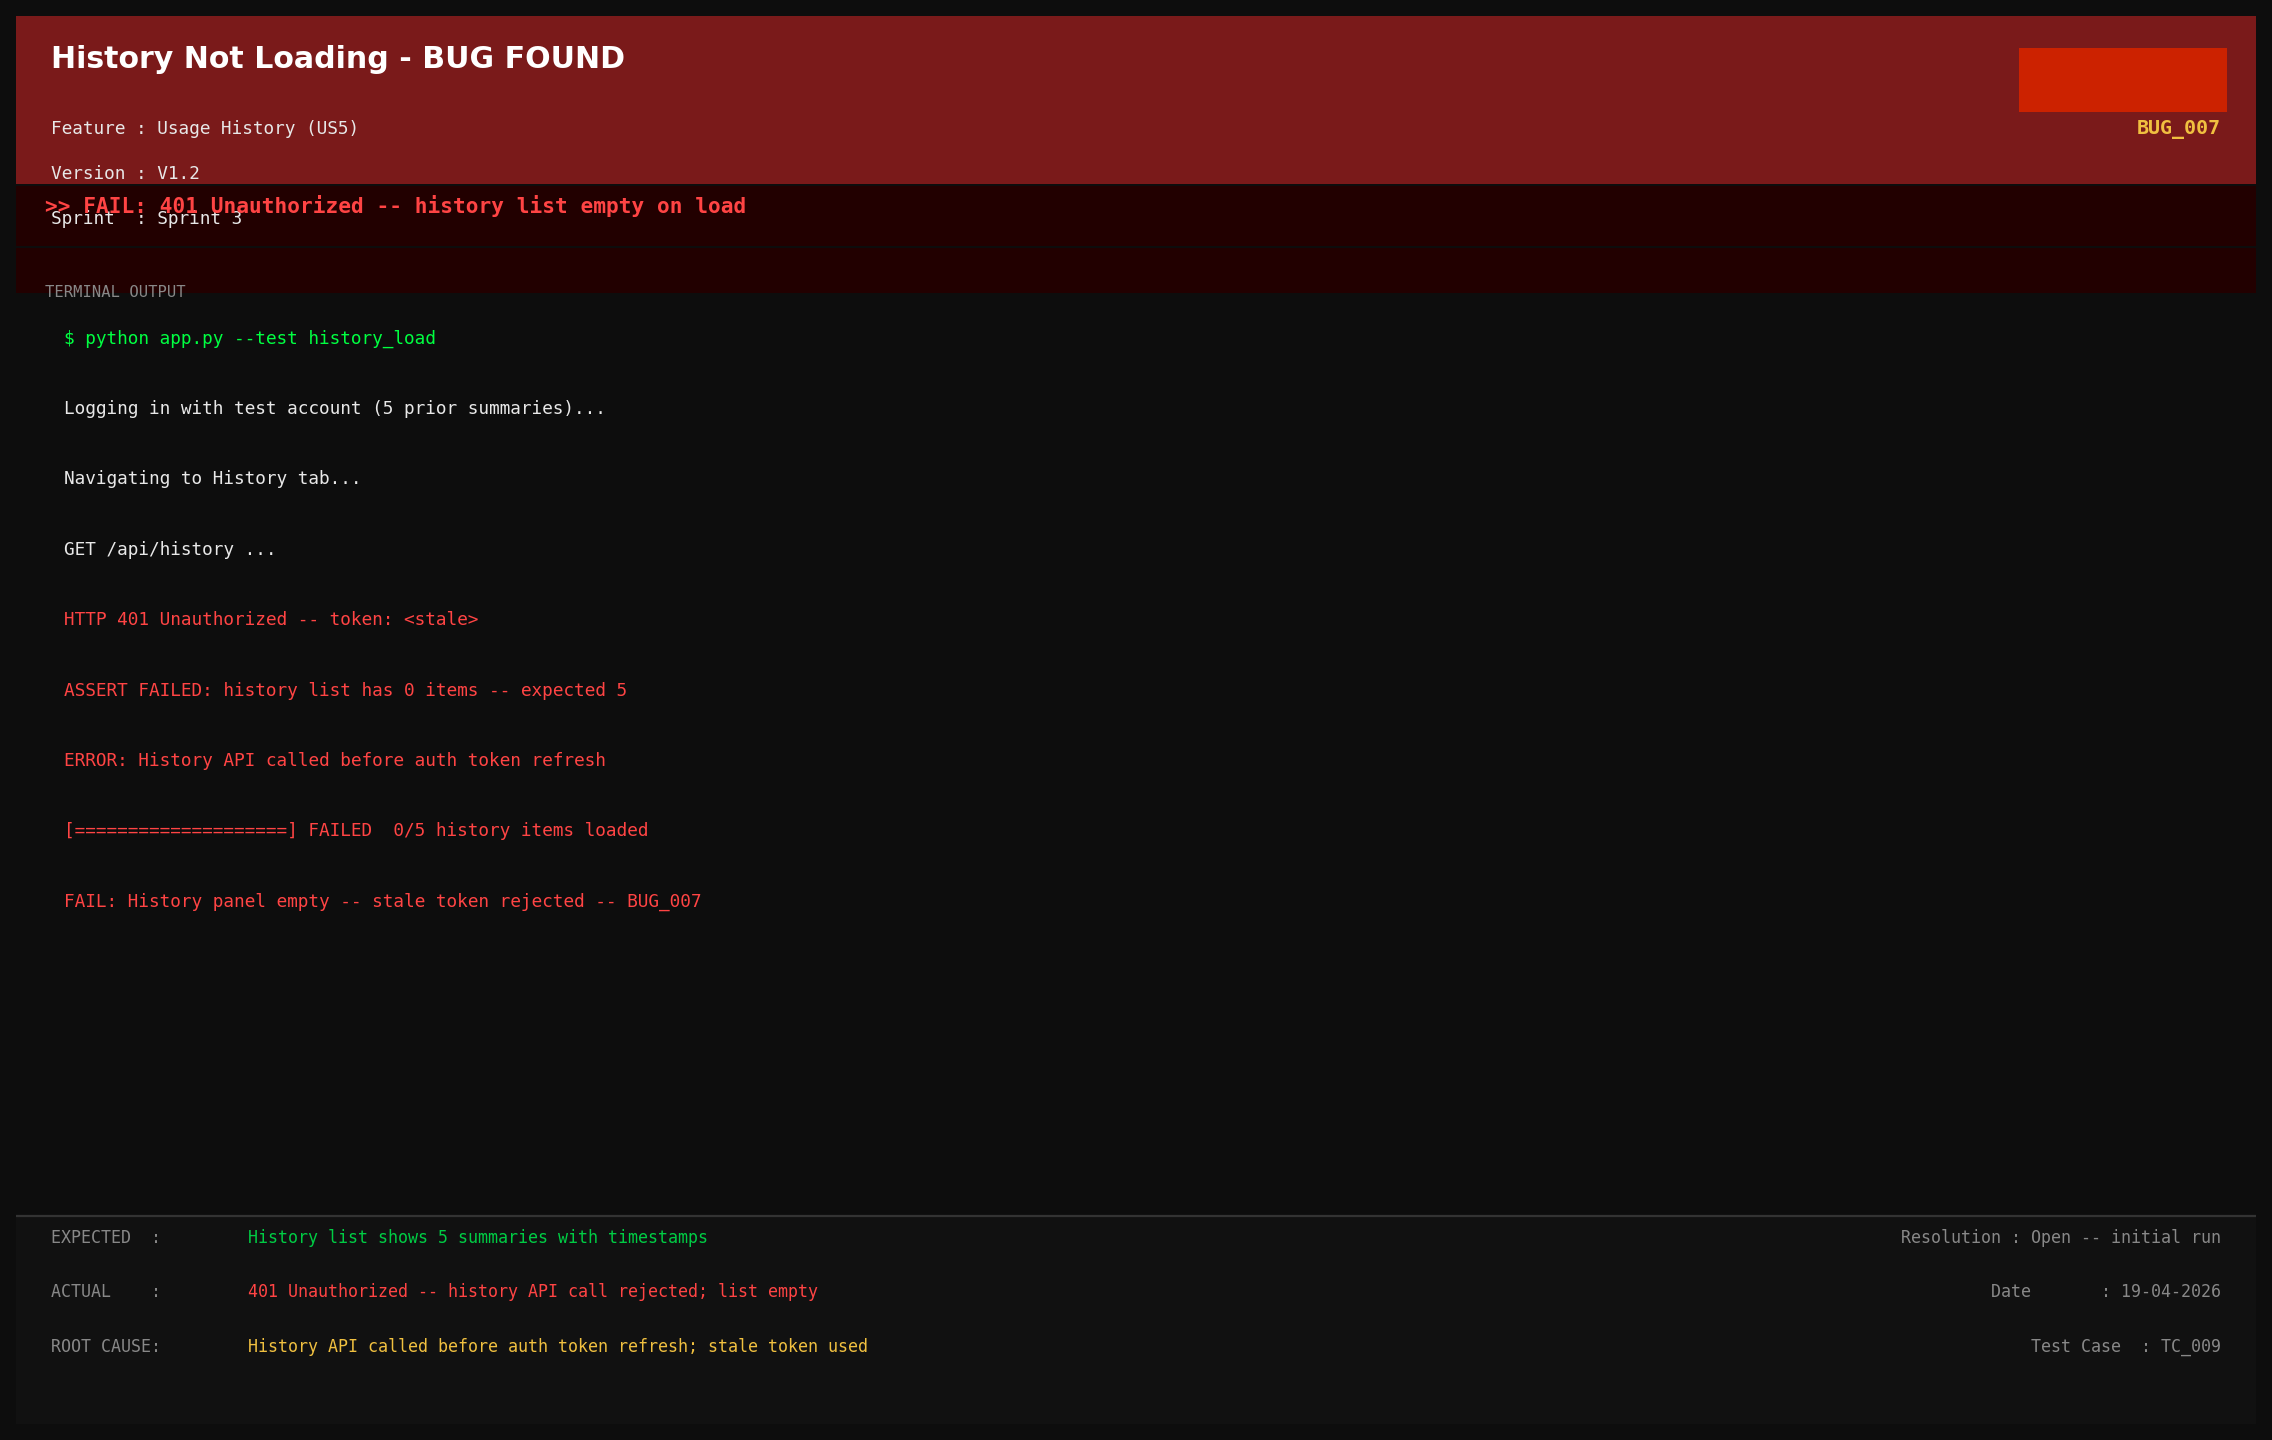 History Not Loading - BUG FOUND
Feature : Usage History (US5)
BUG_007
Version : V1.2
>> FAIL: 401 Unauthorized -- history list empty on load
Sprint  : Sprint 3
TERMINAL OUTPUT
$ python app.py --test history_load
Logging in with test account (5 prior summaries)...
Navigating to History tab...
GET /api/history ...
HTTP 401 Unauthorized -- token: <stale>
ASSERT FAILED: history list has 0 items -- expected 5
ERROR: History API called before auth token refresh
[====================] FAILED  0/5 history items loaded
FAIL: History panel empty -- stale token rejected -- BUG_007
EXPECTED  : History list shows 5 summaries with timestamps
Resolution : Open -- initial run
ACTUAL    : 401 Unauthorized -- history API call rejected; list empty
Date       : 19-04-2026
ROOT CAUSE: History API called before auth token refresh; stale token used
Test Case  : TC_009